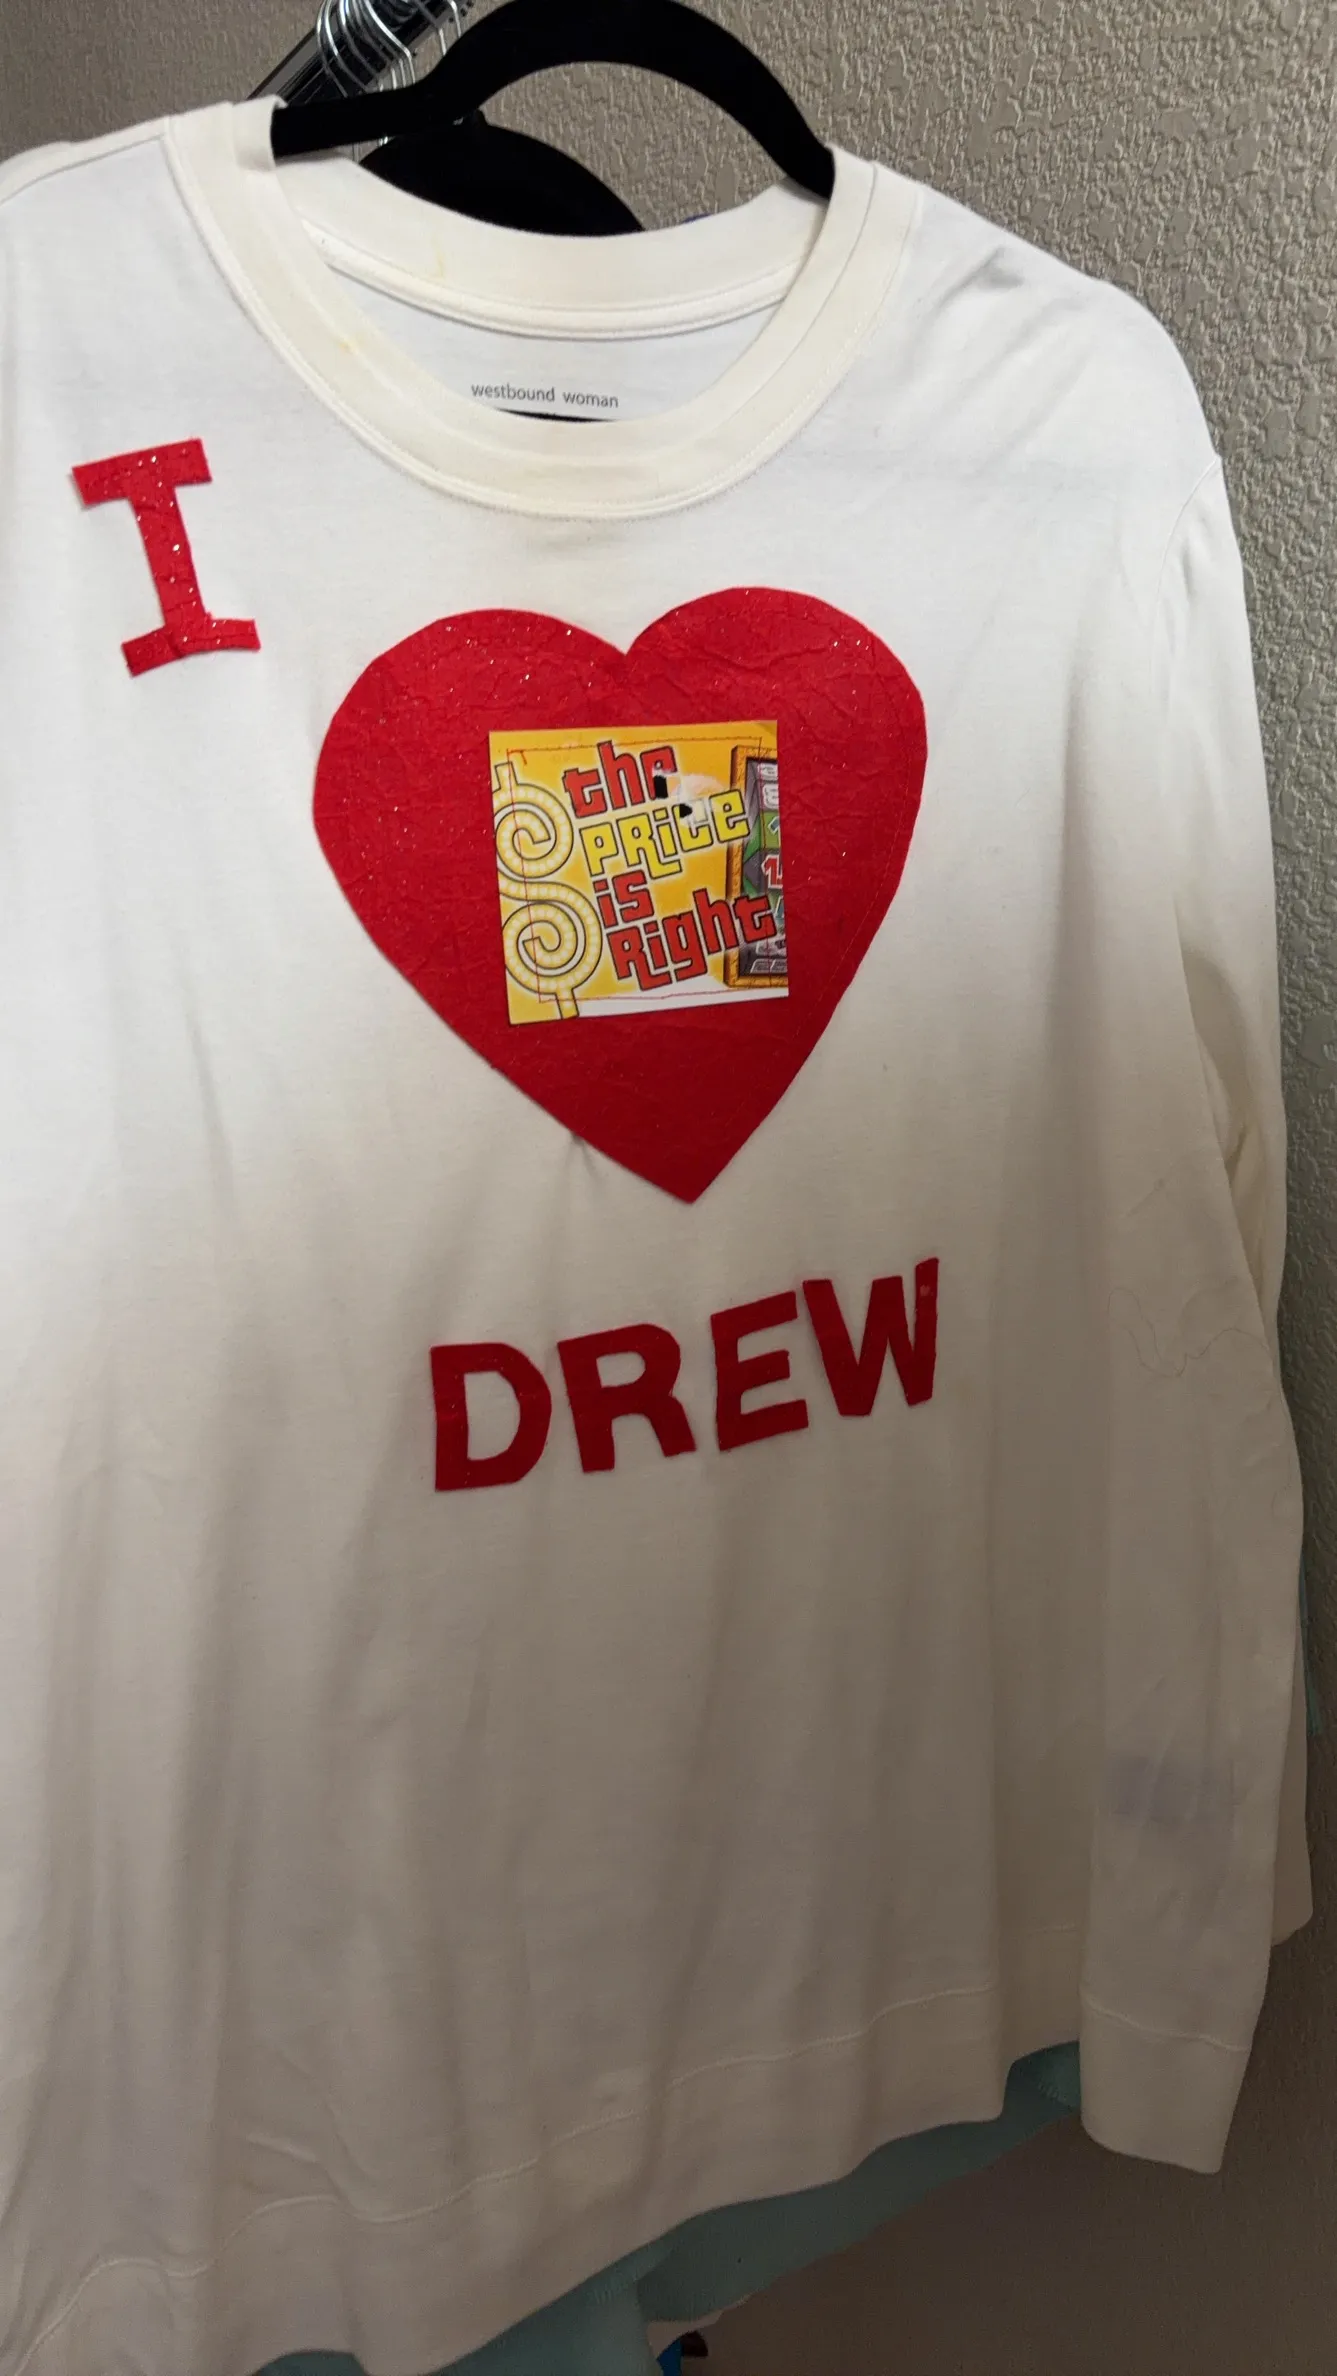 westbound woman
I
the
PRice
is
Right
DREW